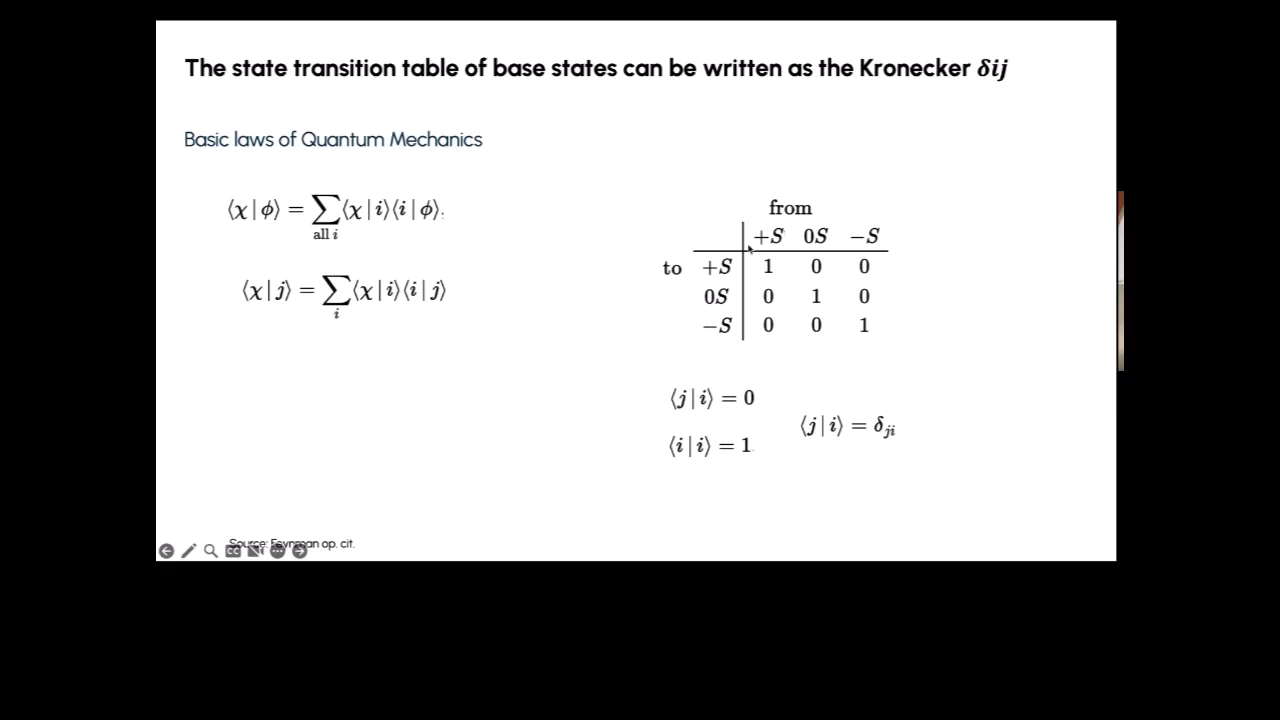 The state transition table of base states can be written as the Kronecker δij
Basic laws of Quantum Mechanics
⟨χ | ϕ⟩ = ∑ all i ⟨χ | i⟩⟨i | ϕ⟩.
⟨χ | j⟩ = ∑ i ⟨χ | i⟩⟨i | j⟩
from
+S 0S −S
to +S 1 0 0
0S 0 1 0
−S 0 0 1
⟨j | i⟩ = 0
⟨j | i⟩ = δji
⟨i | i⟩ = 1
Source: Feynman op. cit.
CC